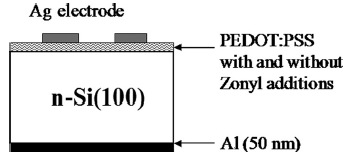 Ag electrode
PEDOT:PSS
with and without
Zonyl additions
n-Si(100)
Al (50 nm)